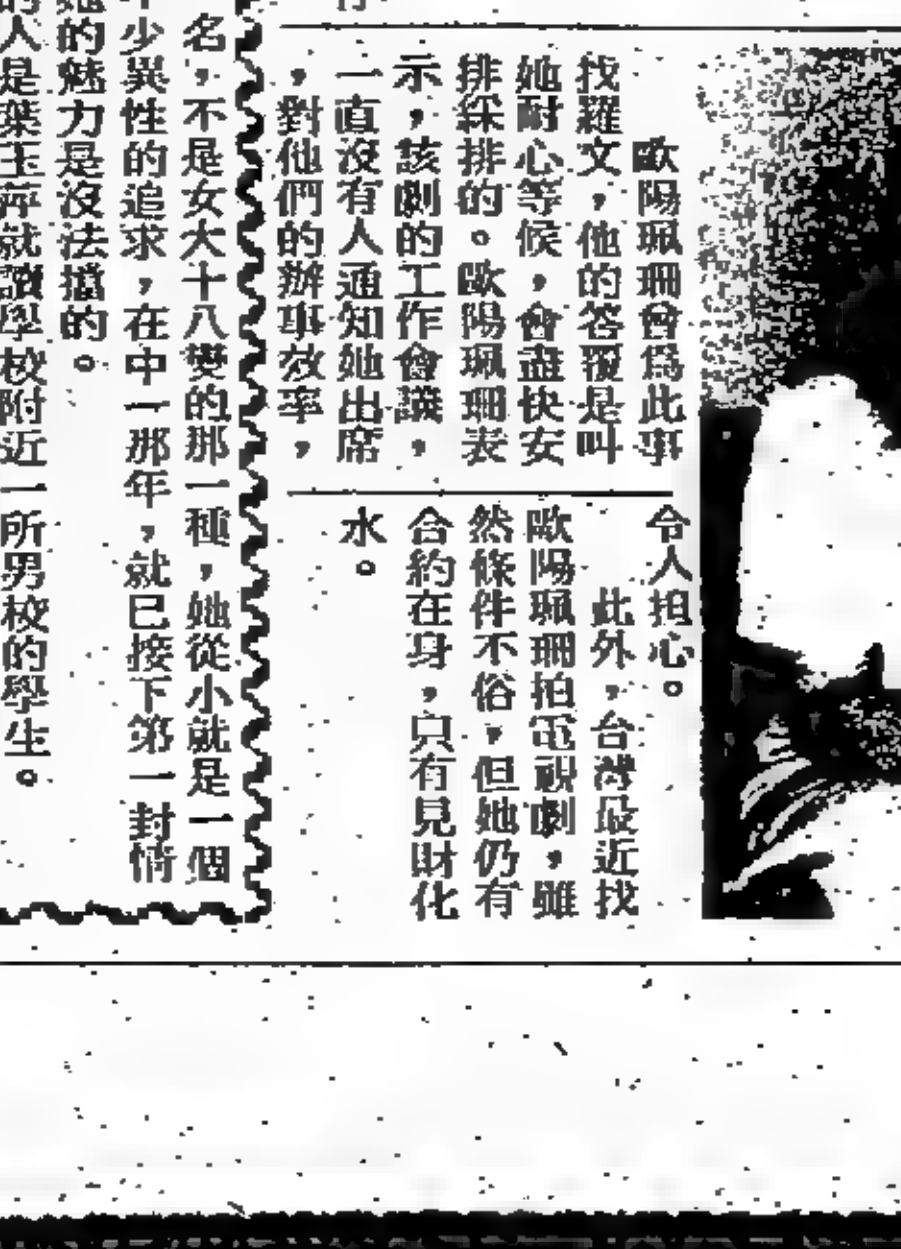 歐陽珮珊曾爲此事
找羅文，他的答覆是叫
她耐心等候，會盡快安
排綵排的。歐陽珮珊表
示，該劇的工作會議，
一直沒有人通知她出席
，對他們的辦事效率，
令人担心。
此外，台灣最近找
歐陽珮珊拍電視劇，雖
然條件不俗，但她仍有
合約在身，只有見財化
水。
名，不是女大十八變的那一種，她從小就是一個
少異性的追求，在中一那年，就已接下第一封情
的魅力是沒法擋的。
人是葉玉萍就讀學校附近一所男校的學生。